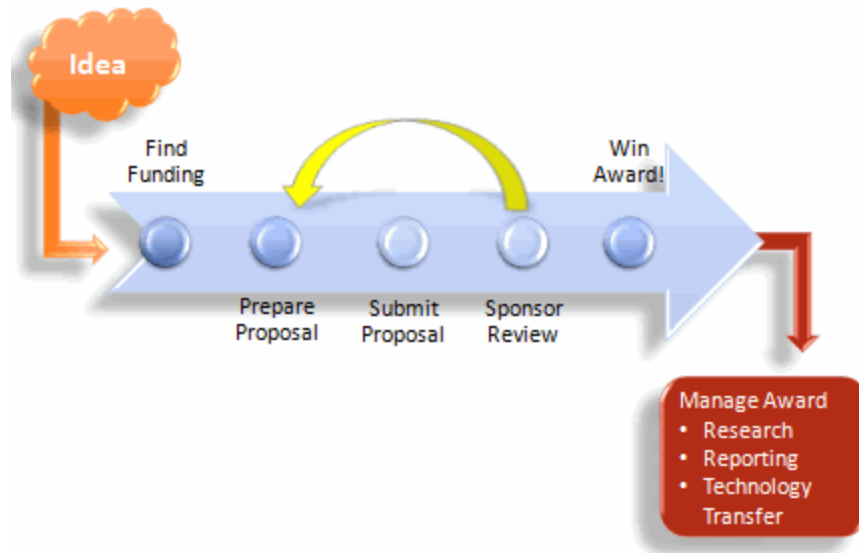 Idea
Find
Funding
Win
Award!
Prepare
Proposal
Submit
Proposal
Sponsor
Review
Manage Award
• Research
• Reporting
• Technology
Transfer